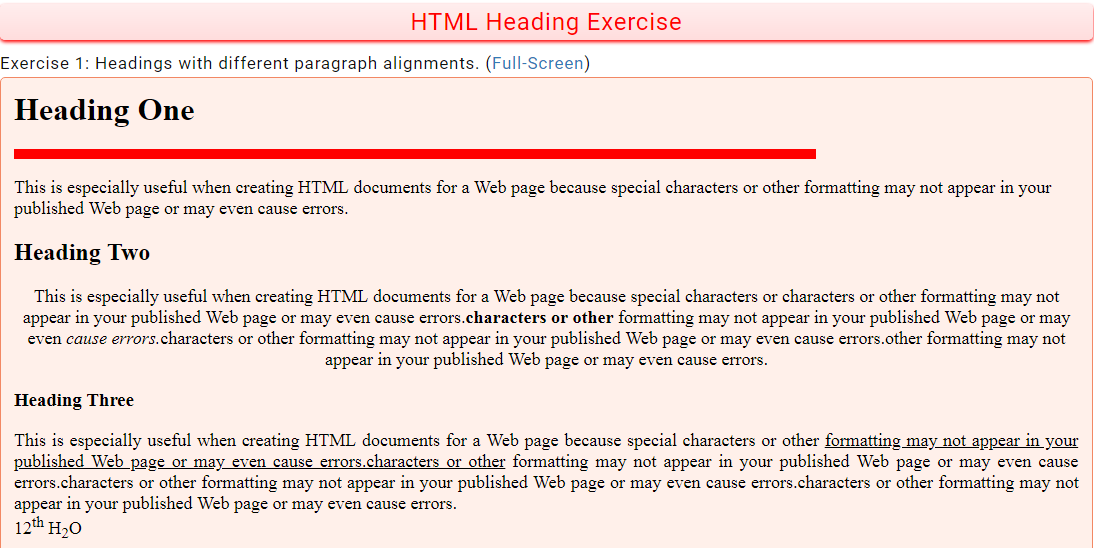 HTML Heading Exercise
Exercise 1: Headings with different paragraph alignments. (Full-Screen)
Heading One
This is especially useful when creating HTML documents for a Web page because special characters or other formatting may not appear in your
published Web page or may even cause errors.
Heading Two
This is especially useful when creating HTML documents for a Web page because special characters or characters or other formatting may not
appear in your published Web page or may even cause errors.characters or other formatting may not appear in your published Web page or may
even cause errors.characters or other formatting may not appear in your published Web page or may even cause errors.other formatting may not
appear in your published Web page or may even cause errors.
Heading Three
This is especially useful when creating HTML documents for a Web page because special characters or other formatting may not appear in your
published Web page or may even cause errors.characters or other formatting may not appear in your published Web page or may even cause
errors.characters or other formatting may not appear in your published Web page or may even cause errors.characters or other formatting may not
appear in your published Web page or may even cause errors.
12th H2O